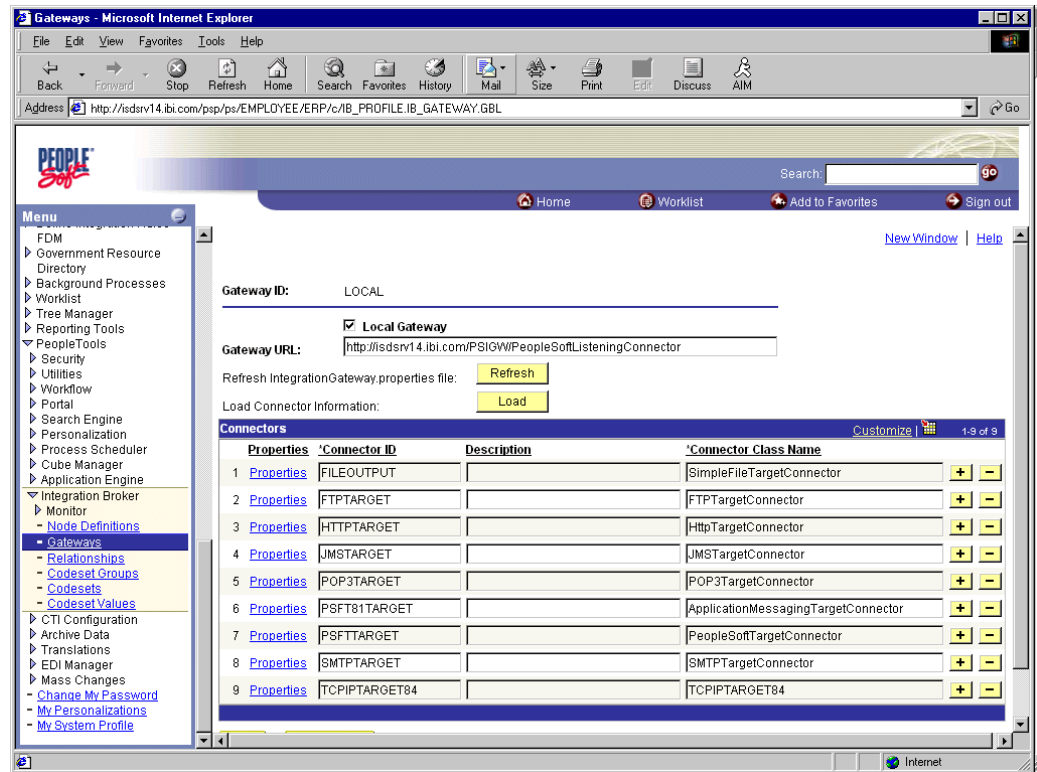 Gateways - Microsoft Internet Explorer
File Edit View Favorites Tools Help
Back Forward Stop Refresh Home Search Favorites History Mail Size Print Edit Discuss AIM
Address http://isdsrv14.ibi.com/psp/ps/EMPLOYEE/ERP/c/IB_PROFILE.IB_GATEWAY.GBL Go
PEOPLE Soft
Search: go
Home Worklist Add to Favorites Sign out
Menu
FDM
Government Resource
Directory
Background Processes
Worklist
Tree Manager
Reporting Tools
PeopleTools
Security
Utilities
Workflow
Portal
Search Engine
Personalization
Process Scheduler
Cube Manager
Application Engine
Integration Broker
Monitor
Node Definitions
Gateways
Relationships
Codeset Groups
Codesets
Codeset Values
CTI Configuration
Archive Data
Translations
EDI Manager
Mass Changes
Change My Password
My Personalizations
My System Profile
New Window | Help
Gateway ID: LOCAL
Local Gateway
Gateway URL: http://isdsrv14.ibi.com/PSIGW/PeopleSoftListeningConnector
Refresh IntegrationGateway.properties file: Refresh
Load Connector Information: Load
Connectors Customize | 1-9 of 9
Properties *Connector ID Description *Connector Class Name
1 Properties FILEOUTPUT SimpleFileTargetConnector + −
2 Properties FTPTARGET FTPTargetConnector + −
3 Properties HTTPTARGET HttpTargetConnector + −
4 Properties JMSTARGET JMSTargetConnector + −
5 Properties POP3TARGET POP3TargetConnector + −
6 Properties PSFT81TARGET ApplicationMessagingTargetConnector + −
7 Properties PSFTTARGET PeopleSoftTargetConnector + −
8 Properties SMTPTARGET SMTPTargetConnector + −
9 Properties TCPIPTARGET84 TCPIPTARGET84 + −
Internet